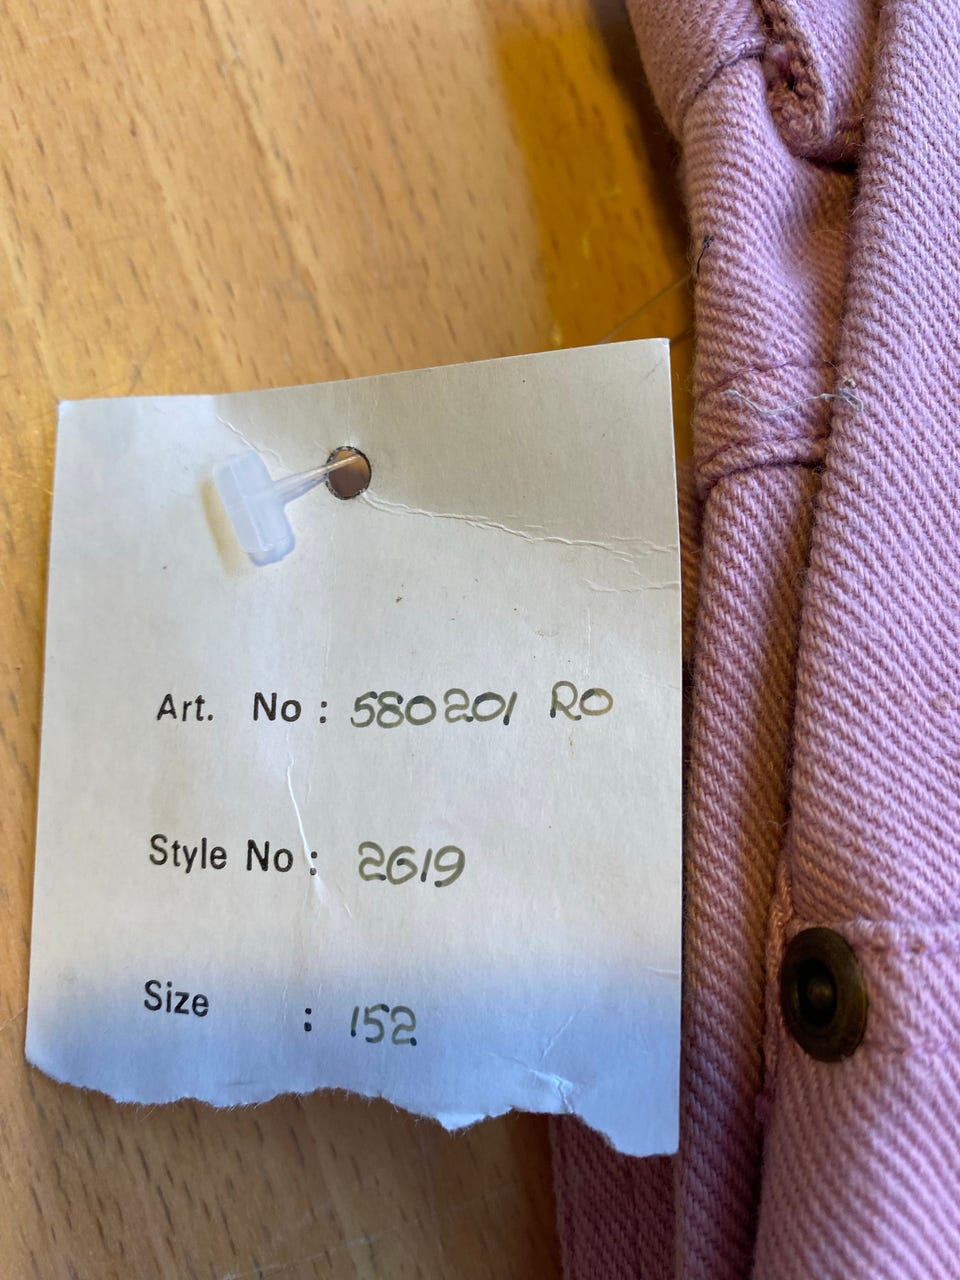 Art. No : 580201 RO
Style No : 2619
Size : 152